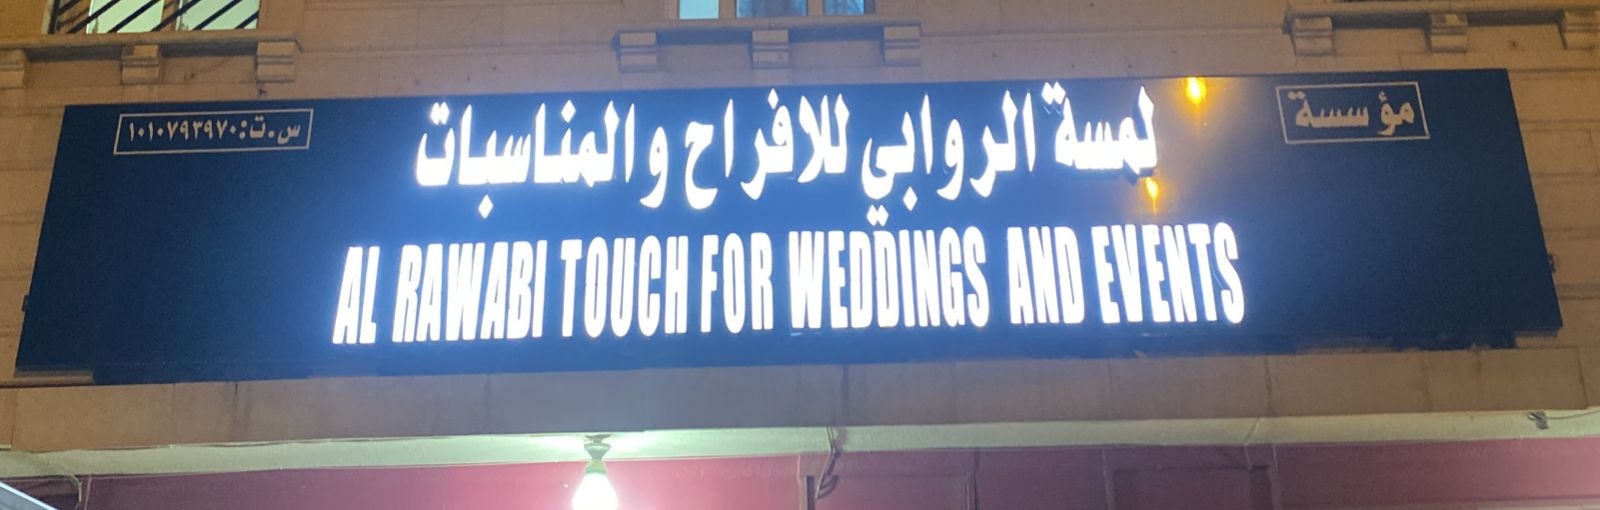 مؤسسة
لمسة الروابي للافراح والمناسبات
س.ت: ١٠١٠٧٩٣٩٧٠
AL RAWABI TOUCH FOR WEDDINGS AND EVENTS